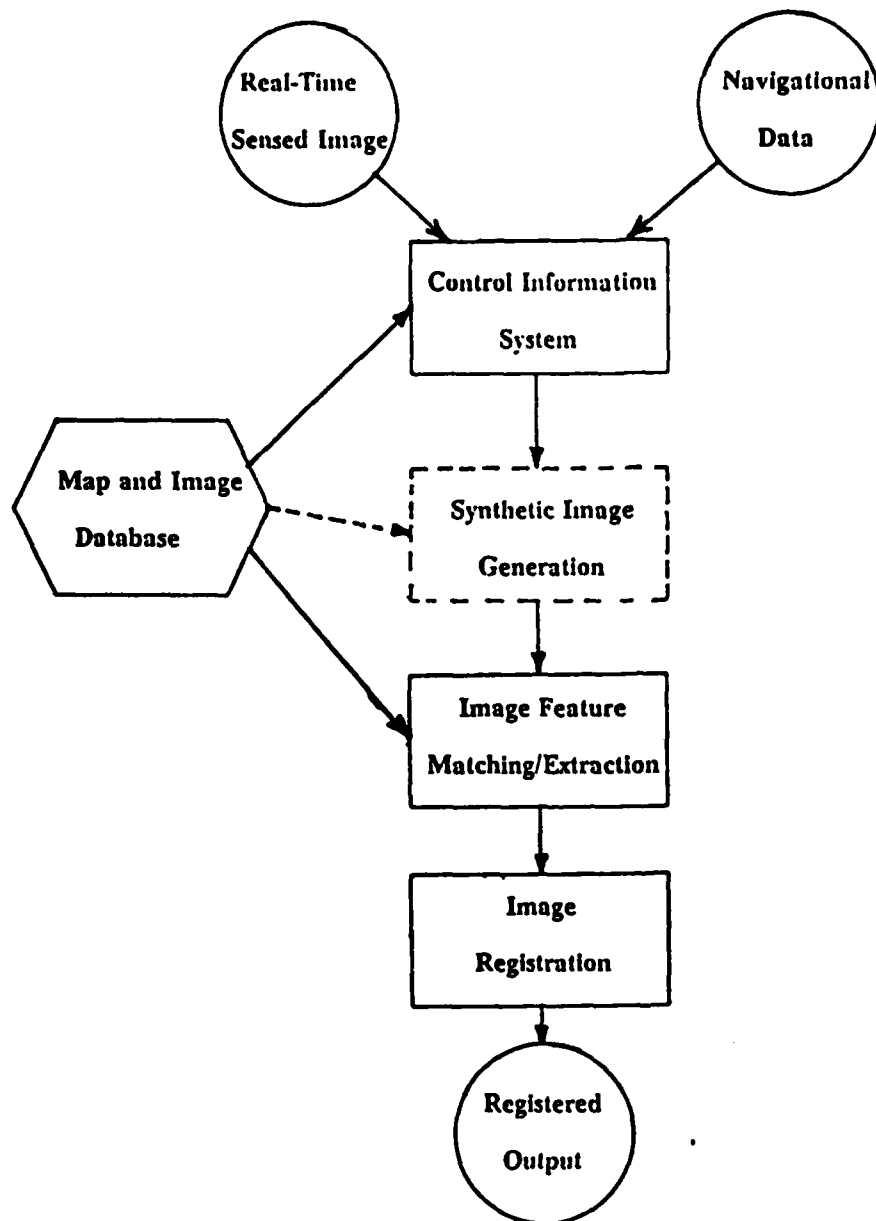 Real-Time
Sensed Image
Navigational
Data
Control Information
System
Map and Image
Database
Synthetic Image
Generation
Image Feature
Matching/Extraction
Image
Registration
Registered
Output